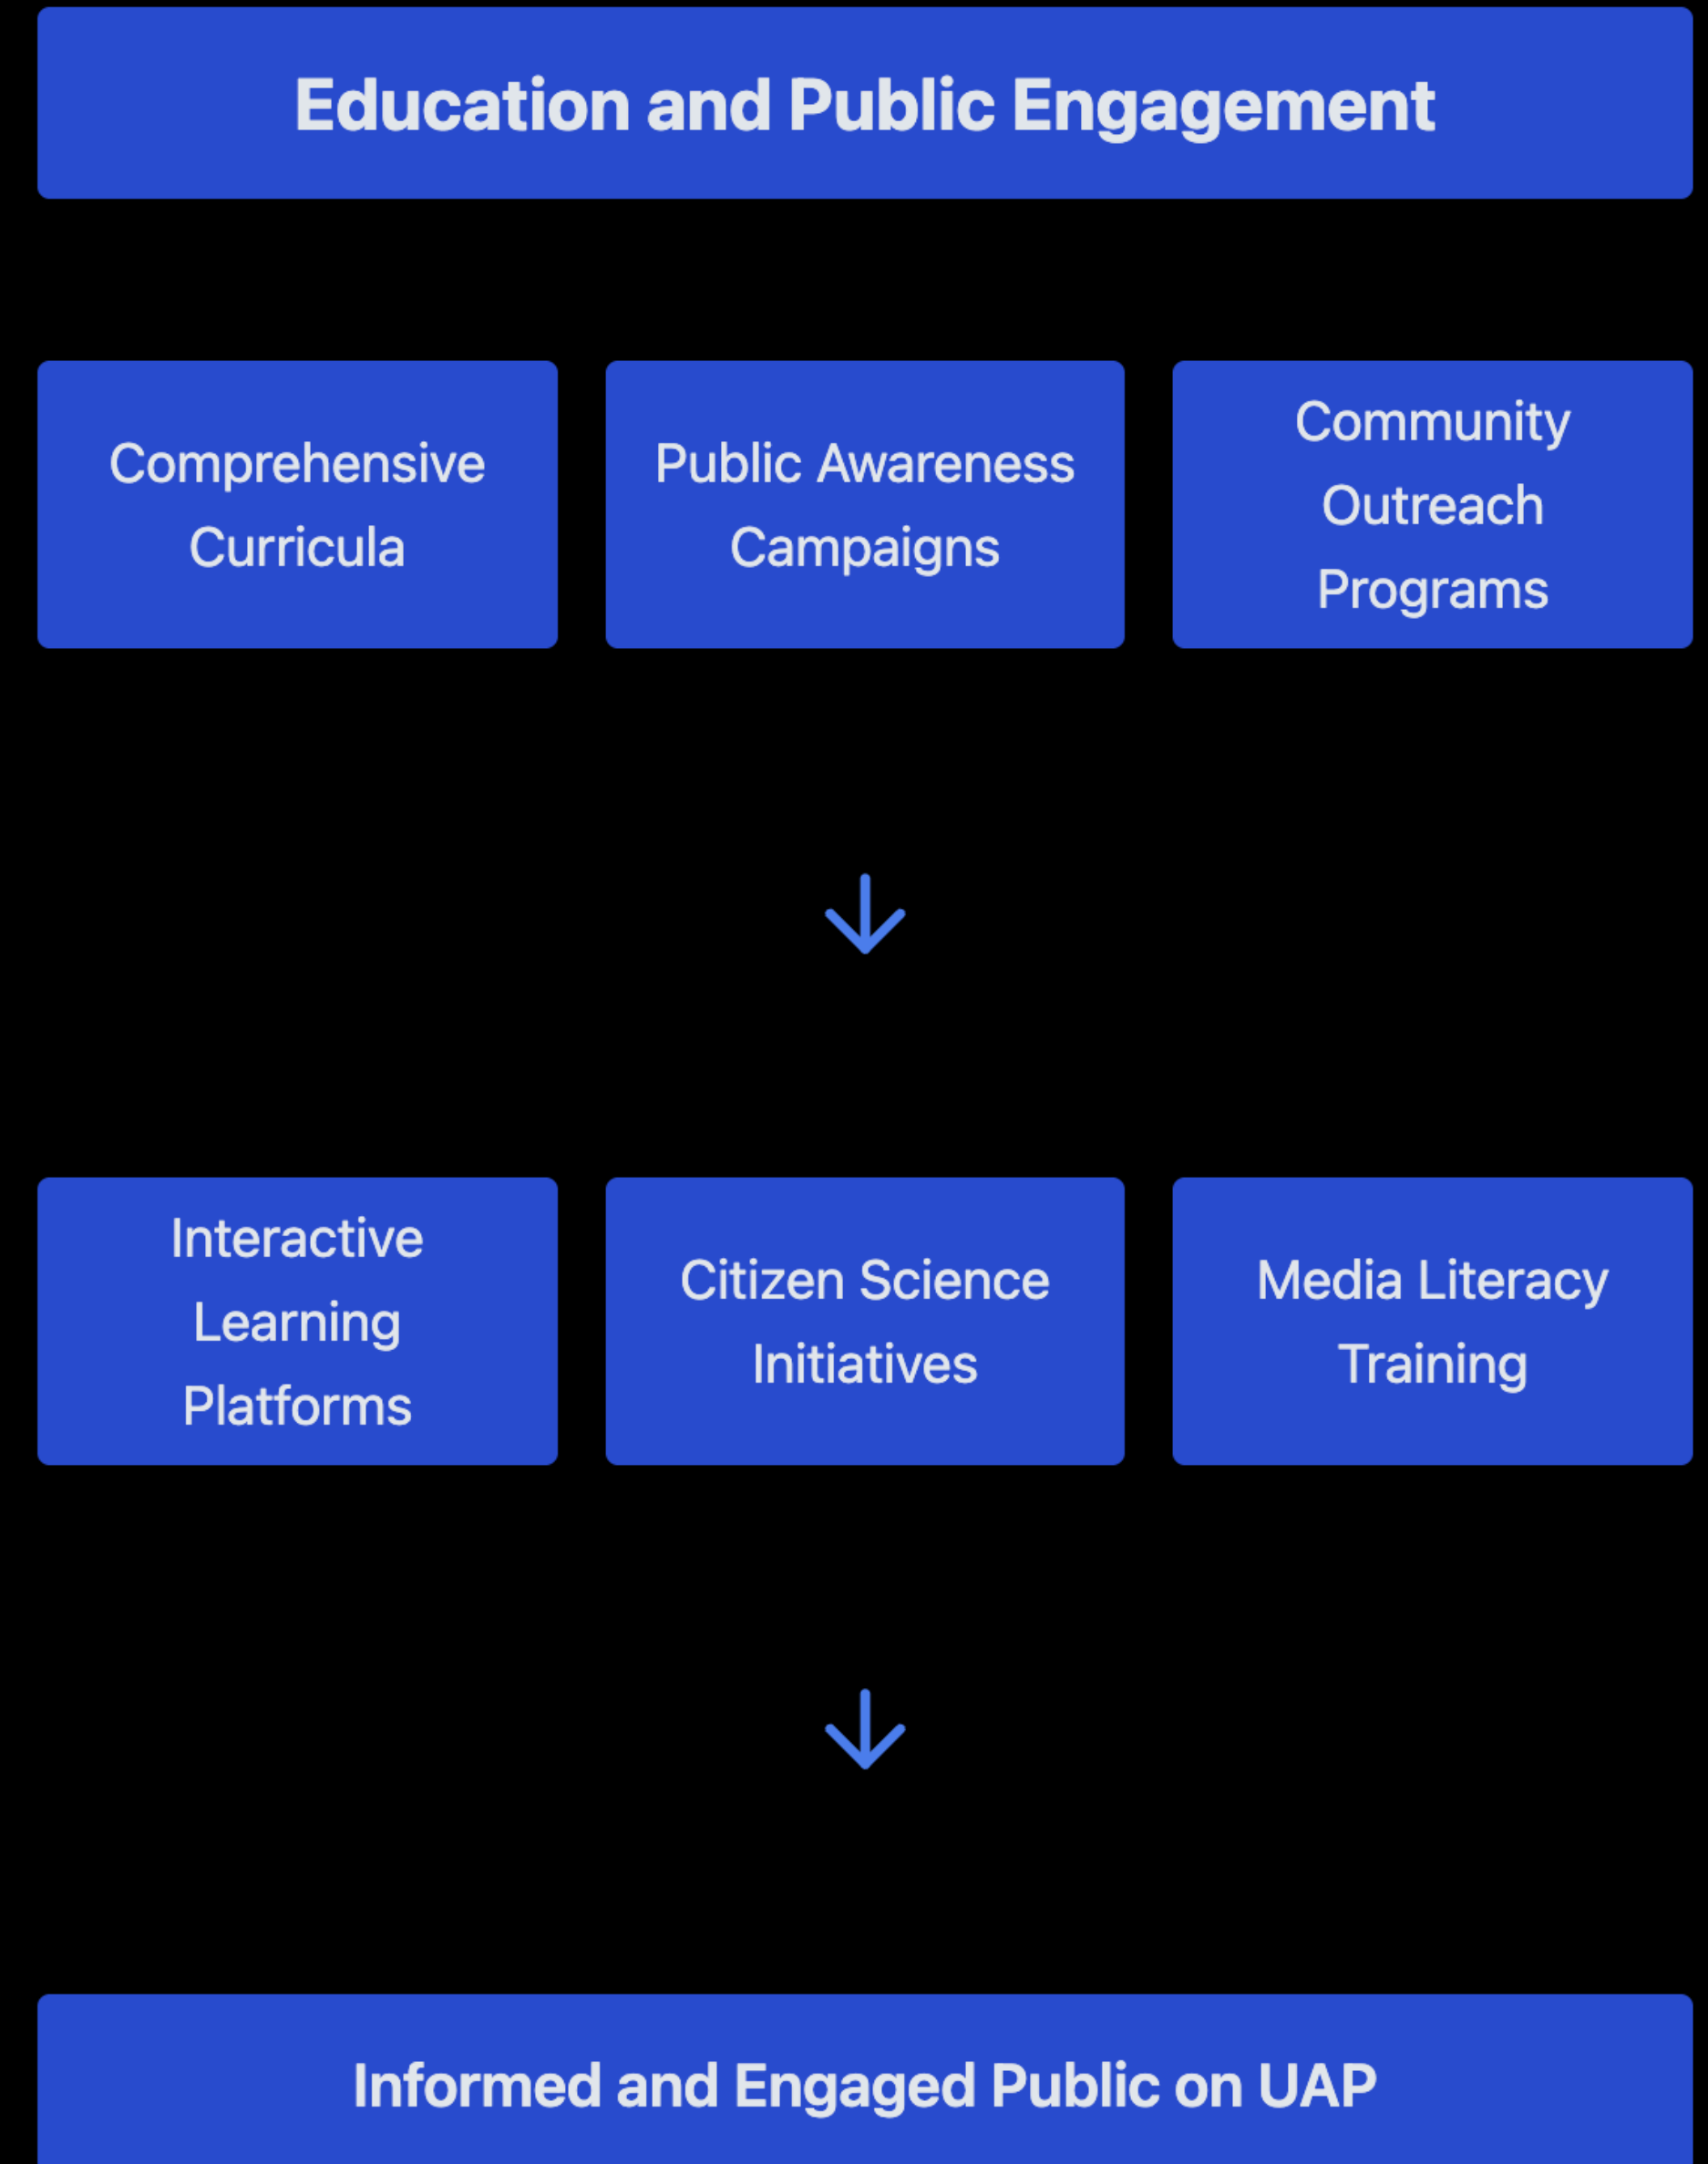 Education and Public Engagement
Comprehensive
Curricula
Public Awareness
Campaigns
Community
Outreach
Programs
Interactive
Learning
Platforms
Citizen Science
Initiatives
Media Literacy
Training
Informed and Engaged Public on UAP